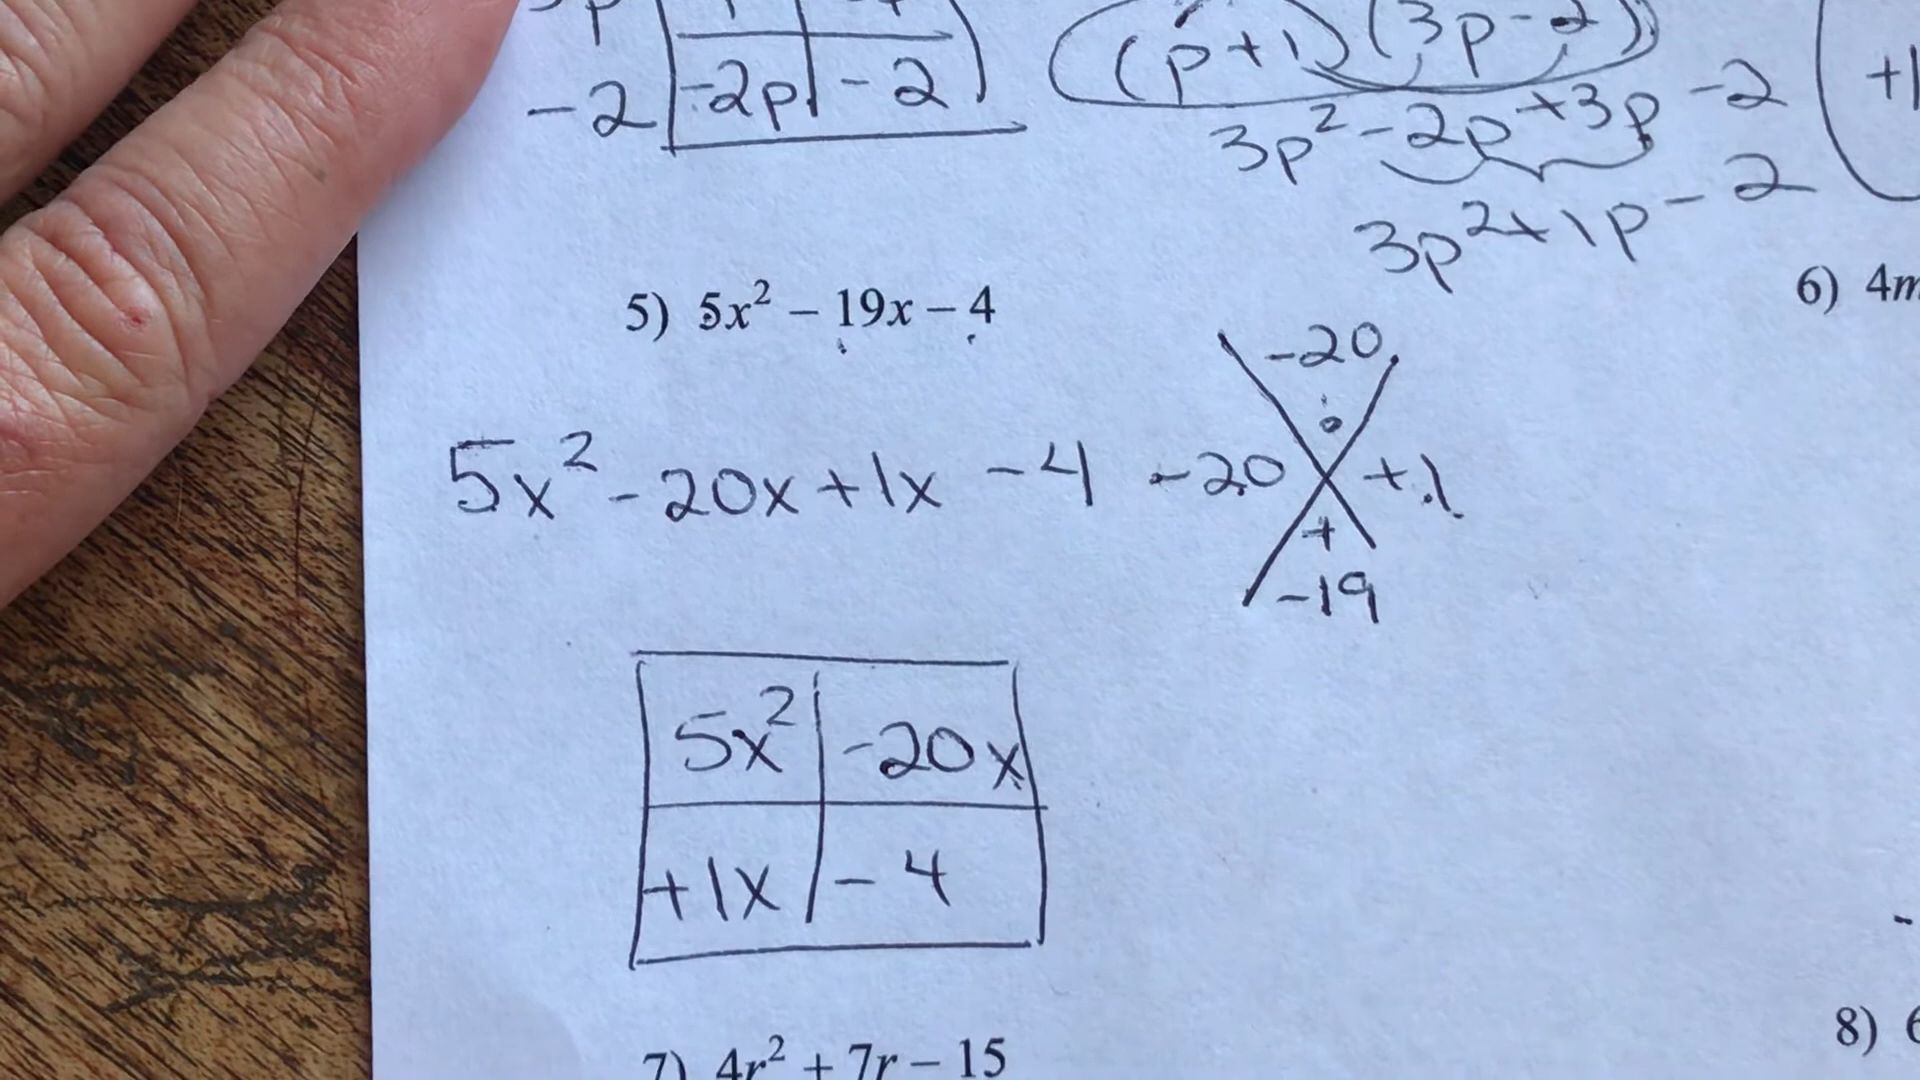 (p+1)(3p-2)
-2 -2p -2
3p² -2p +3p -2
3p² +1p -2
5) 5x² – 19x – 4
6) 4m
-20
5x² - 20x + 1x - 4
-20 +1
+
-19
5x² -20x
+1x -4
8) 6
7) 4r² + 7r – 15